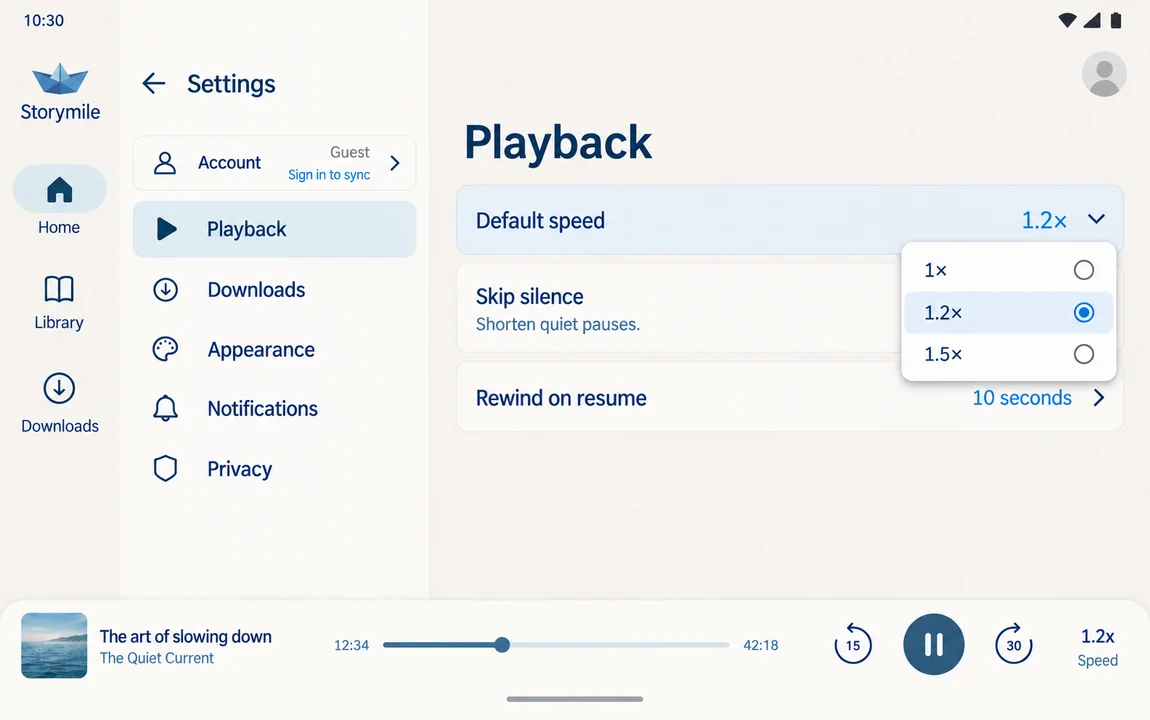 10:30
Storymile
Home
Library
Downloads
Settings
Account
Guest
Sign in to sync
Playback
Downloads
Appearance
Notifications
Privacy
Playback
Default speed
1.2×
1×
1.2×
1.5×
Skip silence
Shorten quiet pauses.
Rewind on resume
10 seconds
The art of slowing down
The Quiet Current
12:34
42:18
15
30
1.2x
Speed